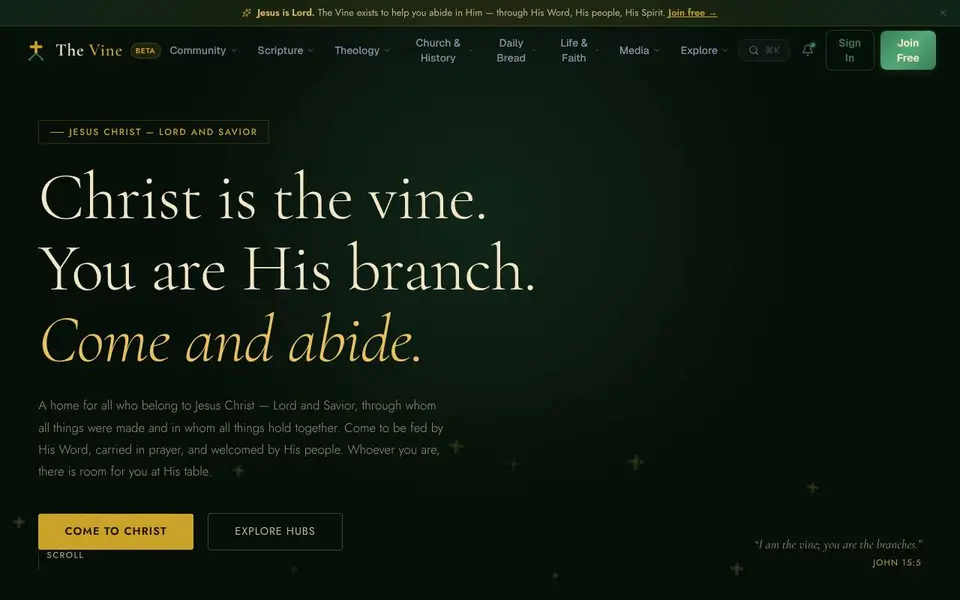 Jesus is Lord. The Vine exists to help you abide in Him — through His Word, His people, His Spirit. Join free →
The Vine BETA Community Scripture Theology Church & History Daily Bread Life & Faith Media Explore ⌘K Sign In Join Free
— JESUS CHRIST — LORD AND SAVIOR
Christ is the vine.
You are His branch.
Come and abide.
A home for all who belong to Jesus Christ — Lord and Savior, through whom
all things were made and in whom all things hold together. Come to be fed by
His Word, carried in prayer, and welcomed by His people. Whoever you are,
there is room for you at His table.
COME TO CHRIST EXPLORE HUBS
SCROLL
“I am the vine; you are the branches.”
JOHN 15:5